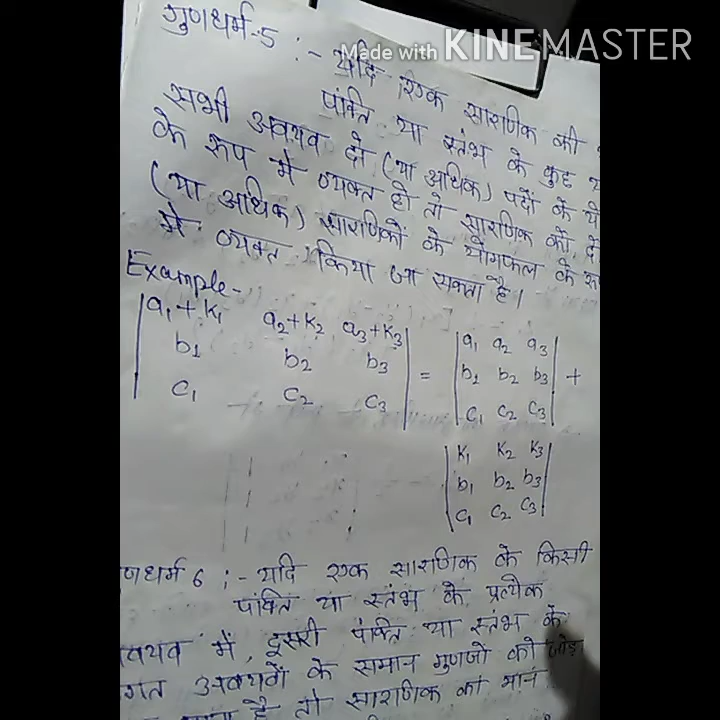 Made with KINEMASTER
गुणधर्म-5 :- यदि एक सारणिक की
पंक्ति या स्तंभ के कुछ या
सभी अवयव दो (या अधिक) पदों के
के रूप में व्यक्त हो तो सारणिक को, दो
(या अधिक) सारणिकों के योगफल के
में व्यक्त किया जा सकता है।
Example-
|a₁+k₁ a₂+k₂ a₃+k₃| |a₁ a₂ a₃|
|b₁ b₂ b₃| = |b₁ b₂ b₃| +
|c₁ c₂ c₃| |c₁ c₂ c₃|
|k₁ k₂ k₃|
|b₁ b₂ b₃|
|c₁ c₂ c₃|
णधर्म 6 :- यदि एक सारणिक के किसी
पंक्ति या स्तंभ के प्रत्येक
वयव में, दूसरी पंक्ति या स्तंभ के
गत अवयवों के समान गुणजों को जोड़
है तो सारणिक का मान